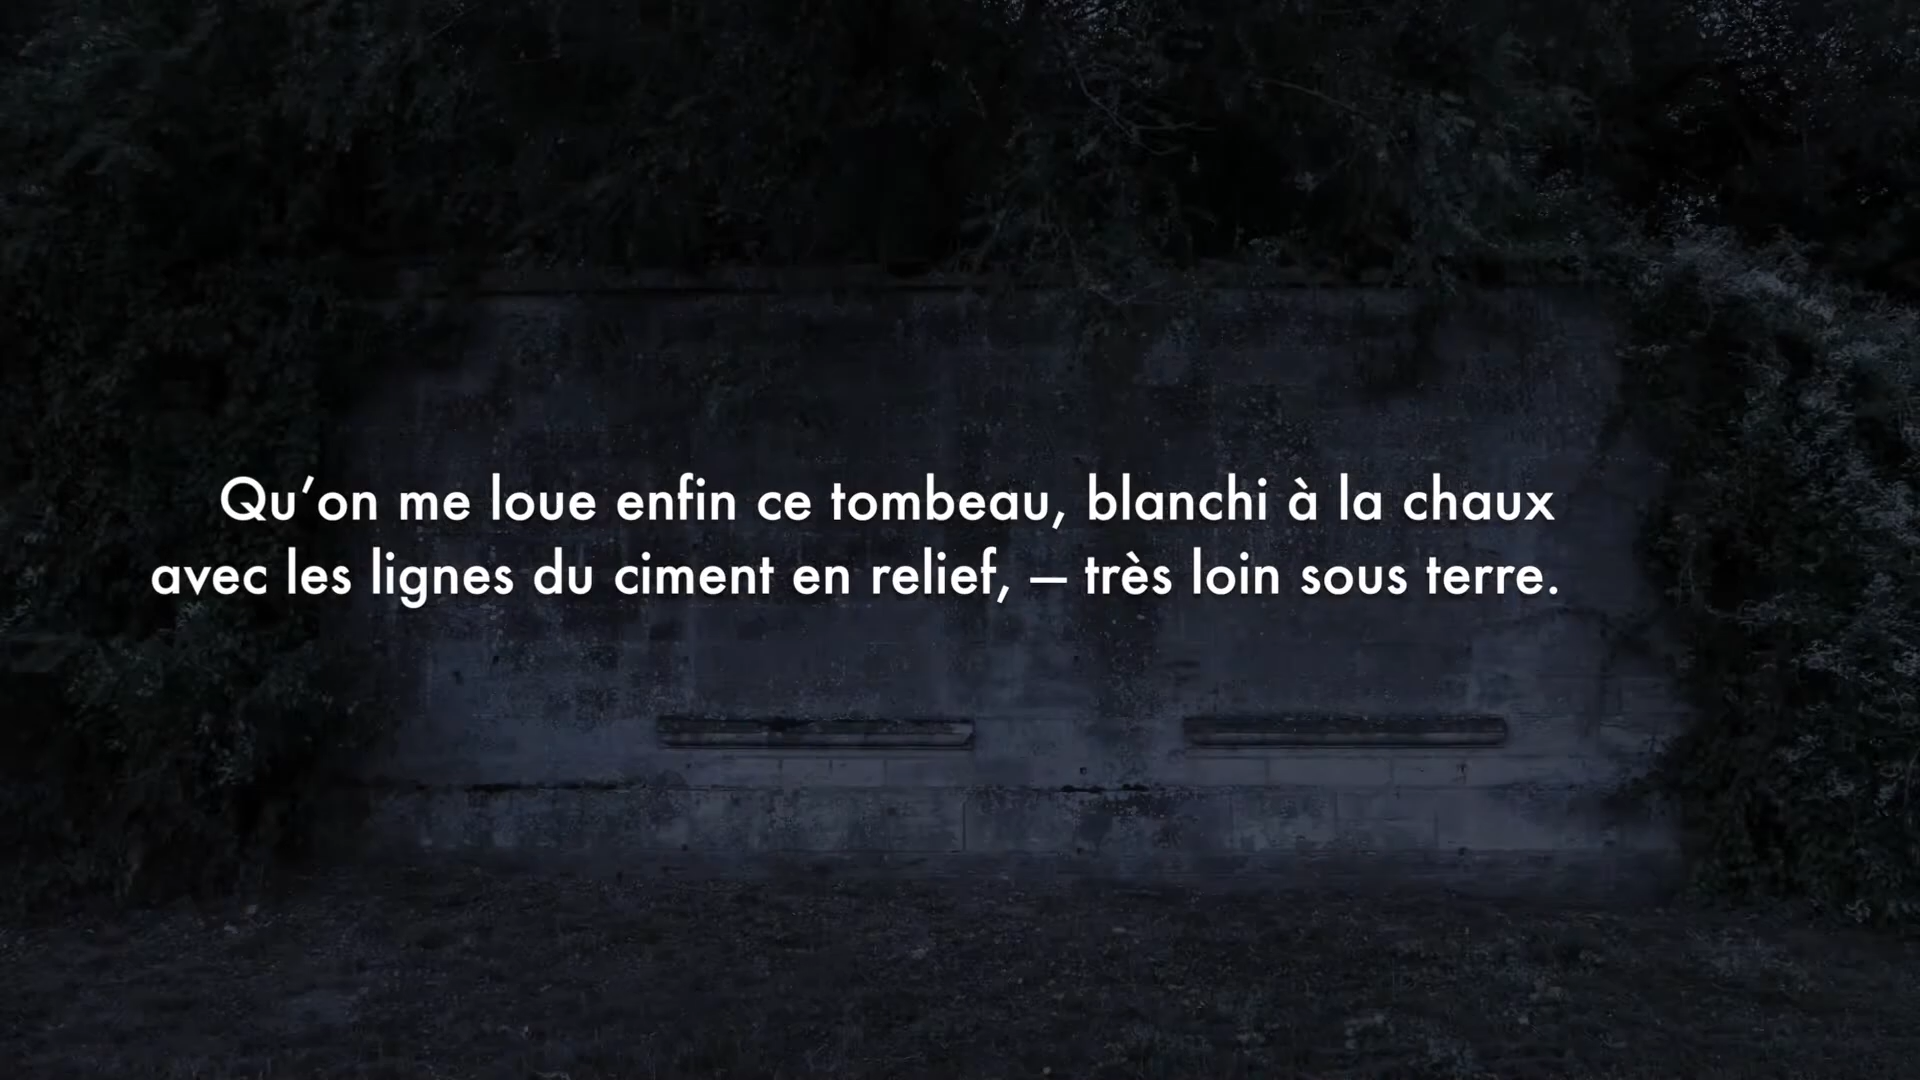 Qu’on me loue enfin ce tombeau, blanchi à la chaux
avec les lignes du ciment en relief, — très loin sous terre.